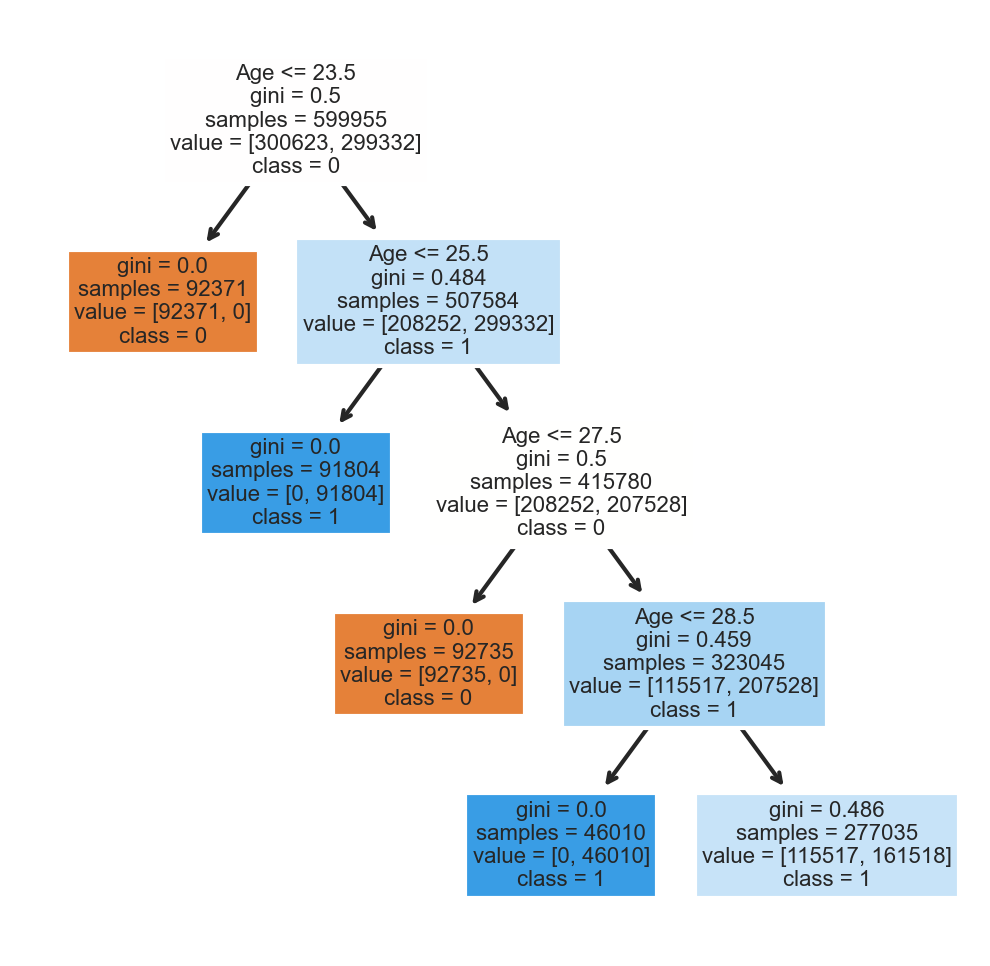 Age <= 23.5
gini = 0.5
samples = 599955
value = [300623, 299332]
class = 0
gini = 0.0
samples = 92371
value = [92371, 0]
class = 0
Age <= 25.5
gini = 0.484
samples = 507584
value = [208252, 299332]
class = 1
gini = 0.0
samples = 91804
value = [0, 91804]
class = 1
Age <= 27.5
gini = 0.5
samples = 415780
value = [208252, 207528]
class = 0
gini = 0.0
samples = 92735
value = [92735, 0]
class = 0
Age <= 28.5
gini = 0.459
samples = 323045
value = [115517, 207528]
class = 1
gini = 0.0
samples = 46010
value = [0, 46010]
class = 1
gini = 0.486
samples = 277035
value = [115517, 161518]
class = 1